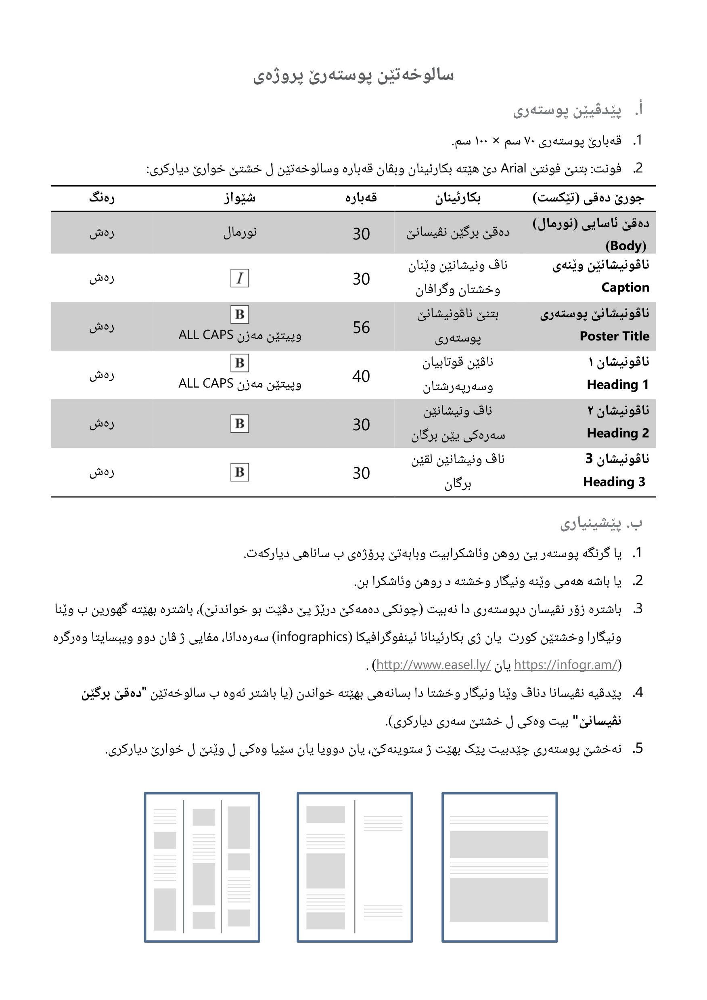 سالوخەتێن پوستەرێ پروژەی
أ. پێدڤیێن پوستەری
1. قەبارێ پوستەری ٧٠ سم × ١٠٠ سم.
2. فونت: بتنێ فونتێ Arial دێ هێتە بکارئینان وبڤان قەبارە وسالوخەتێن ل خشتێ خوارێ دیارکری:
جورێ دەقی (تێکست) بکارئینان قەبارە شێواز رەنگ
دەقێ ئاسایی (نورمال)
(Body) دەقێ برگێن نڤیسانێ 30 نورمال رەش
ناڤونیشانێن وێنەی ناڤ ونیشانێن وێنان
Caption وخشتان وگرافان 30 I رەش
ناڤونیشانێ پوستەری بتنێ ناڤونیشانێ B
Poster Title پوستەری 56 وپیتێن مەزن ALL CAPS رەش
ناڤونیشان ١ ناڤێن قوتابیان B
Heading 1 وسەرپەرشتان 40 وپیتێن مەزن ALL CAPS رەش
ناڤونیشان ٢ ناڤ ونیشانێن
Heading 2 سەرەکی یێن برگان 30 B رەش
ناڤونیشان 3 ناڤ ونیشانێن لقێن
Heading 3 برگان 30 B رەش
ب. پێشینیاری
1. یا گرنگە پوستەر یێ روهن وئاشکرابیت وبابەتێ پرۆژەی ب ساناهی دیارکەت.
2. یا باشە هەمی وێنە ونیگار وخشتە د روهن وئاشکرا بن.
3. باشترە زۆر نڤیسان دپوستەری دا نەبیت (چونکی دەمەکێ درێژ پێ دڤێت بو خواندنێ)، باشترە بهێتە گهورین ب وێنا
ونیگارا وخشتێن کورت یان ژی بکارئینانا ئینفوگرافیکا (infographics) سەرەدانا، مفایی ژ ڤان دوو ویبسایتا وەرگرە
(https://infogr.am/ یان http://www.easel.ly/) .
4. پێدڤیە نڤیسانا دناڤ وێنا ونیگار وخشتا دا بسانەهی بهێتە خواندن (یا باشتر ئەوە ب سالوخەتێن "دەقێ برگێن
نڤیسانێ" بیت وەکی ل خشتێ سەری دیارکری).
5. نەخشێ پوستەری چێدبیت پێک بهێت ژ ستوینەکێ، یان دوویا یان سێیا وەکی ل وێنێ ل خوارێ دیارکری.